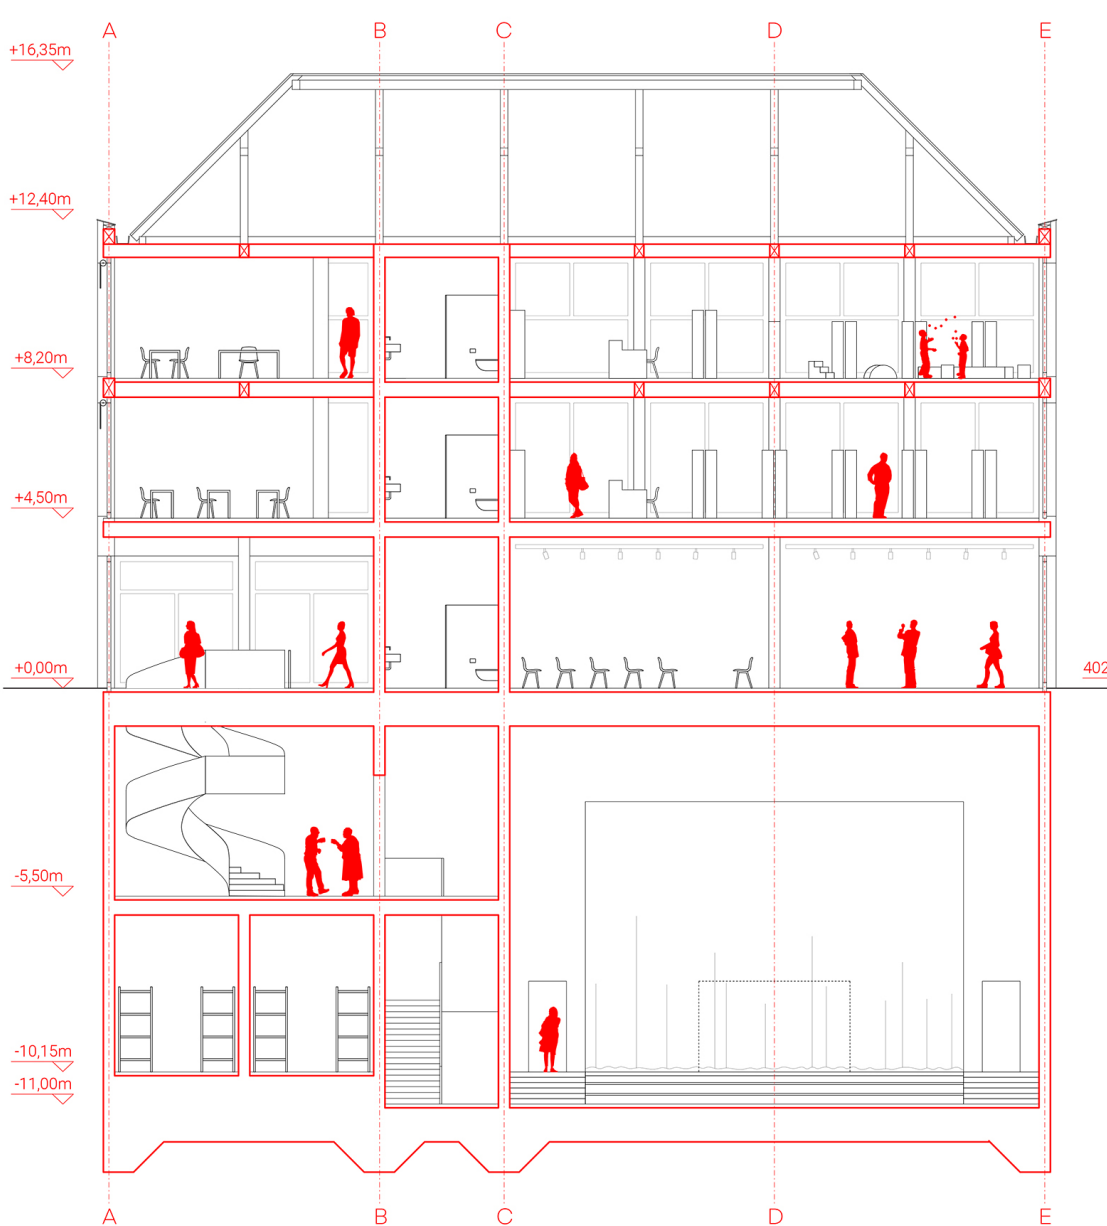 A B C D E
+16,35m
+12,40m
+8,20m
+4,50m
+0,00m
402
-5,50m
-10,15m
-11,00m
A B C D E